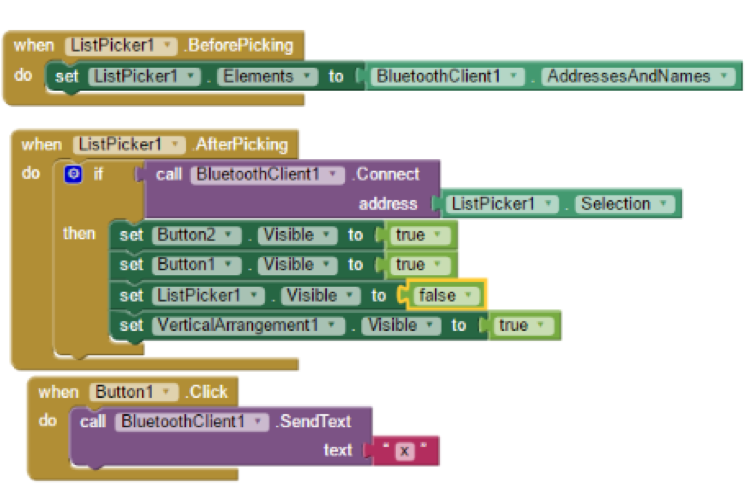 when ListPicker1 .BeforePicking
do set ListPicker1 . Elements to BluetoothClient1 . AddressesAndNames
when ListPicker1 .AfterPicking
do if call BluetoothClient1 .Connect
address ListPicker1 . Selection
then set Button2 . Visible to true
set Button1 . Visible to true
set ListPicker1 . Visible to false
set VerticalArrangement1 . Visible to true
when Button1 .Click
do call BluetoothClient1 .SendText
text " x "